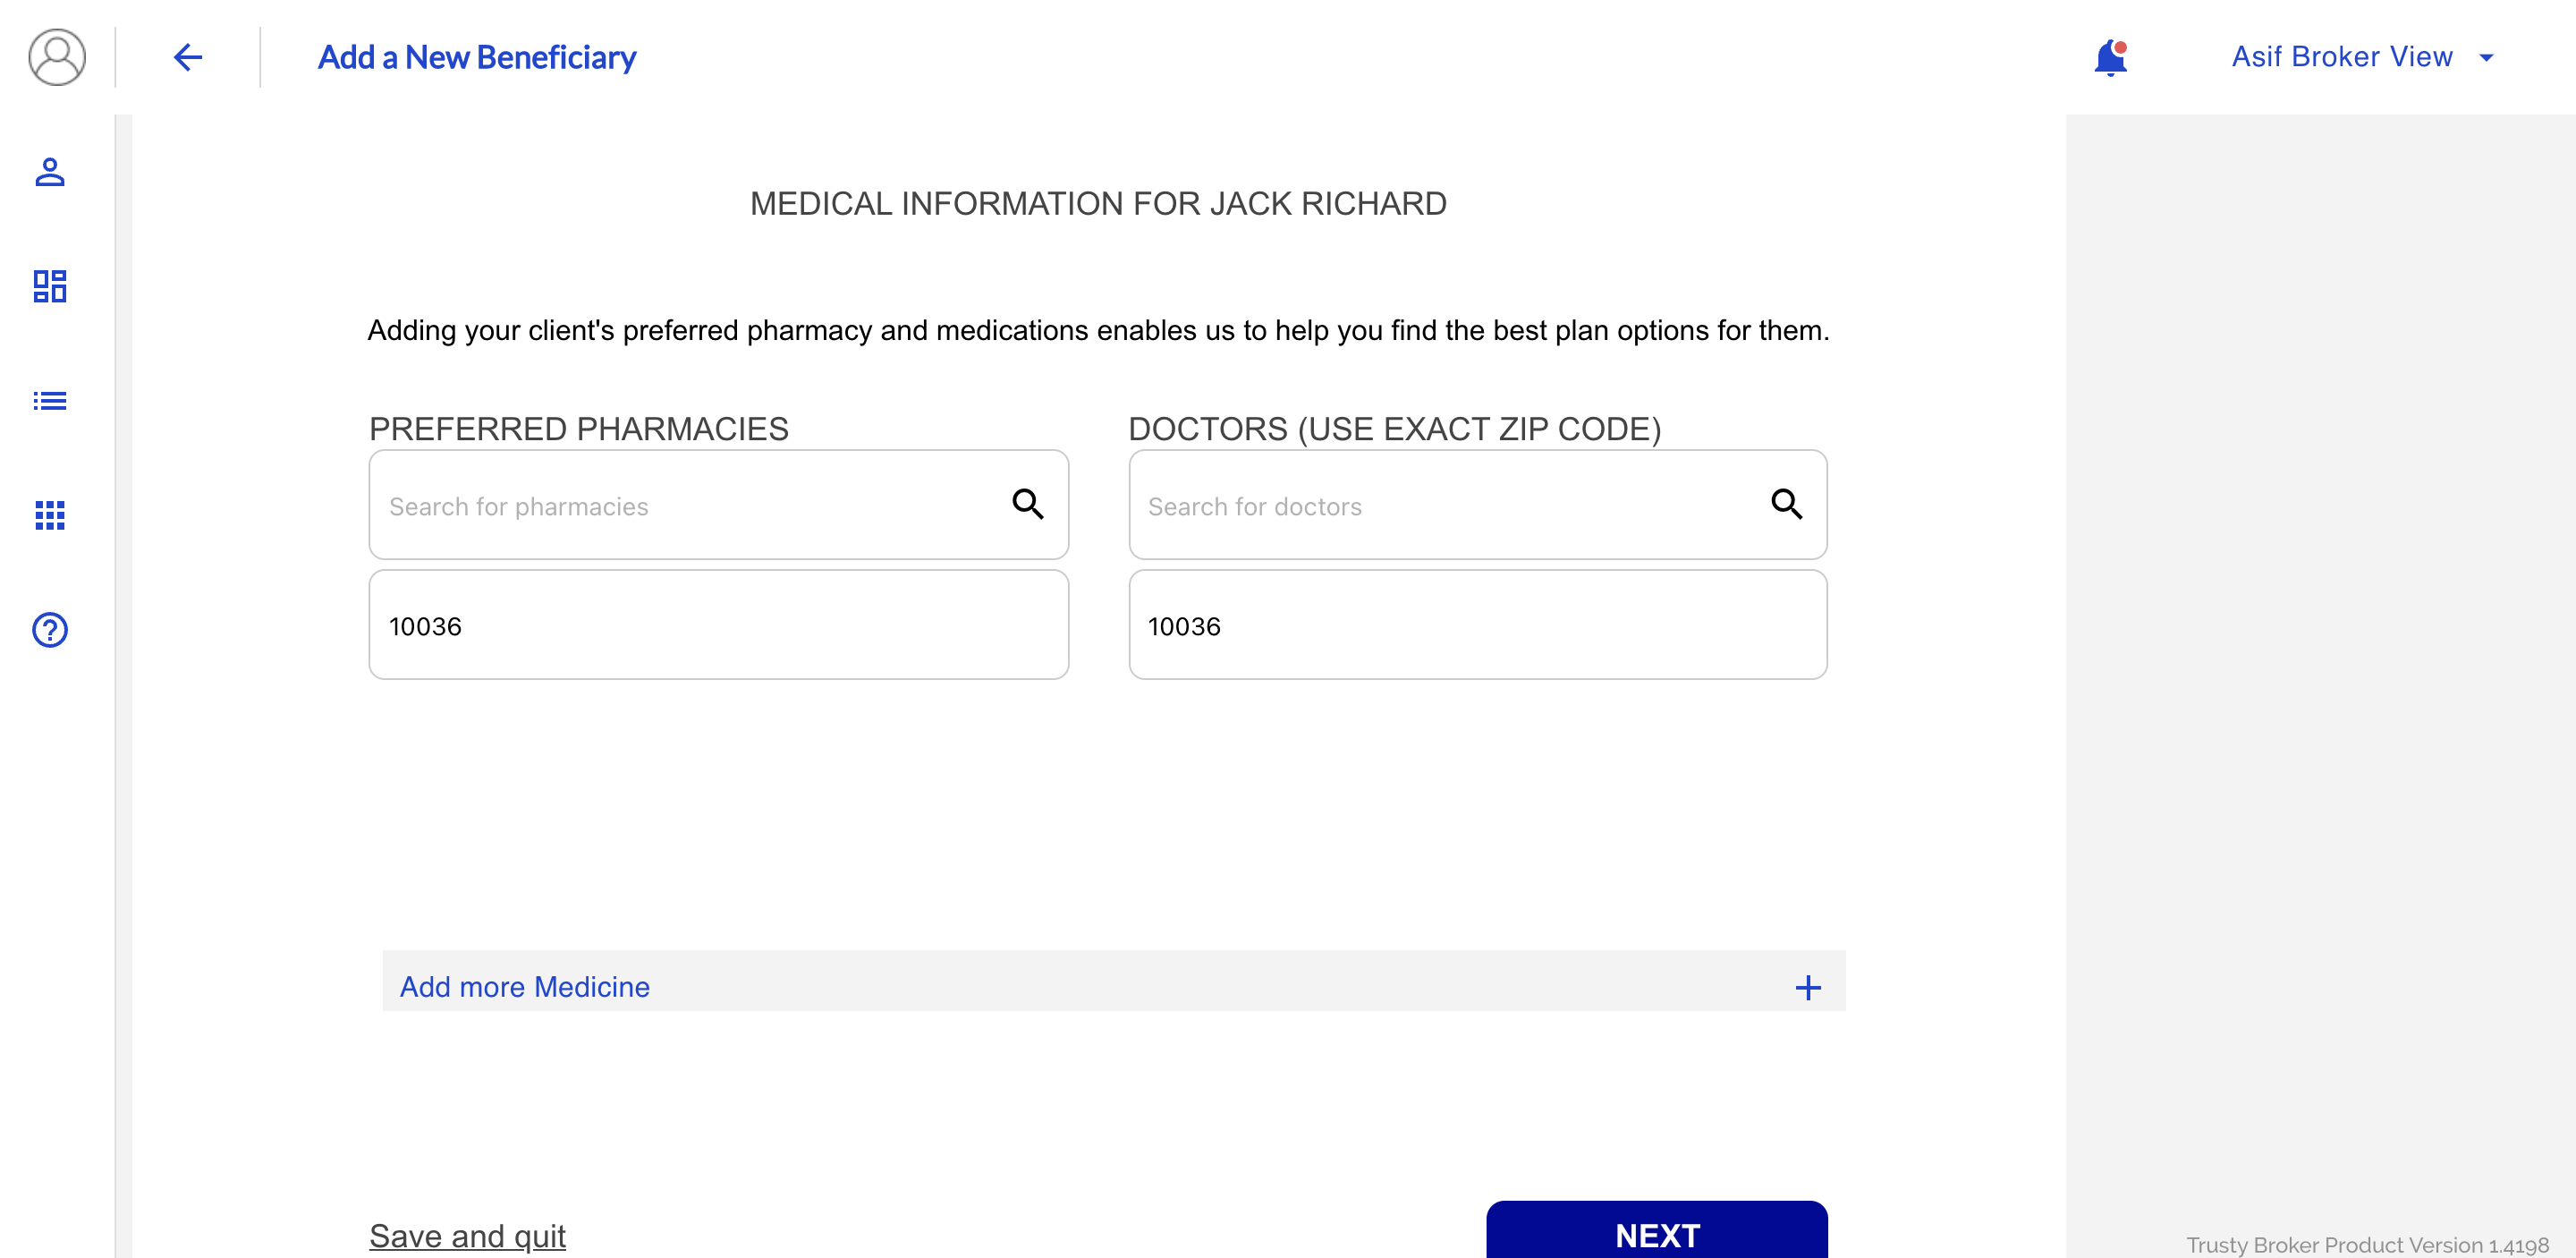 Add a New Beneficiary
Asif Broker View
MEDICAL INFORMATION FOR JACK RICHARD
Adding your client's preferred pharmacy and medications enables us to help you find the best plan options for them.
PREFERRED PHARMACIES
DOCTORS (USE EXACT ZIP CODE)
Search for pharmacies
Search for doctors
10036
10036
Add more Medicine
Save and quit
NEXT
Trusty Broker Product Version 1.4198